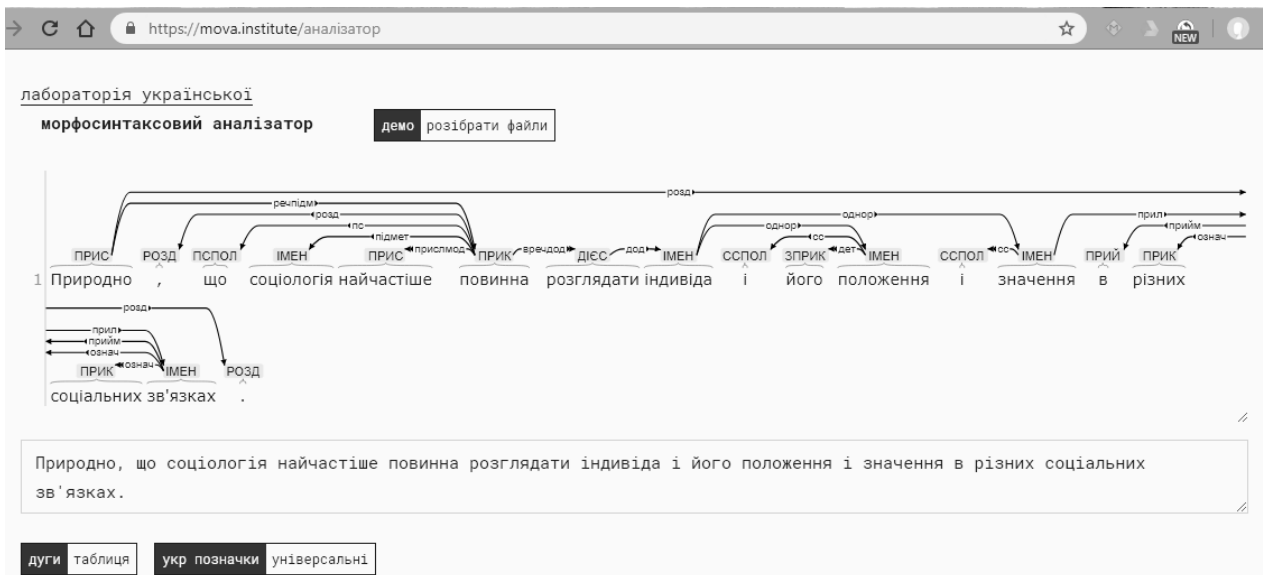 https://mova.institute/аналізатор
NEW
лабораторія української
морфосинтаксовий аналізатор
демо розібрати файли
розд
речпідм
розд однор прил
пс однор прийм
підмет сс означ
прислмод вречдод дод дет сс
ПРИС РОЗД ПСПОЛ ІМЕН ПРИС ПРИК ДІЄС ІМЕН ССПОЛ ЗПРИК ІМЕН ССПОЛ ІМЕН ПРИЙ ПРИК
1 Природно , що соціологія найчастіше повинна розглядати індивіда і його положення і значення в різних
розд
прил
прийм
означ
означ
ПРИК ІМЕН РОЗД
соціальних зв'язках .
Природно, що соціологія найчастіше повинна розглядати індивіда і його положення і значення в різних соціальних
зв'язках.
дуги таблиця укр позначки універсальні